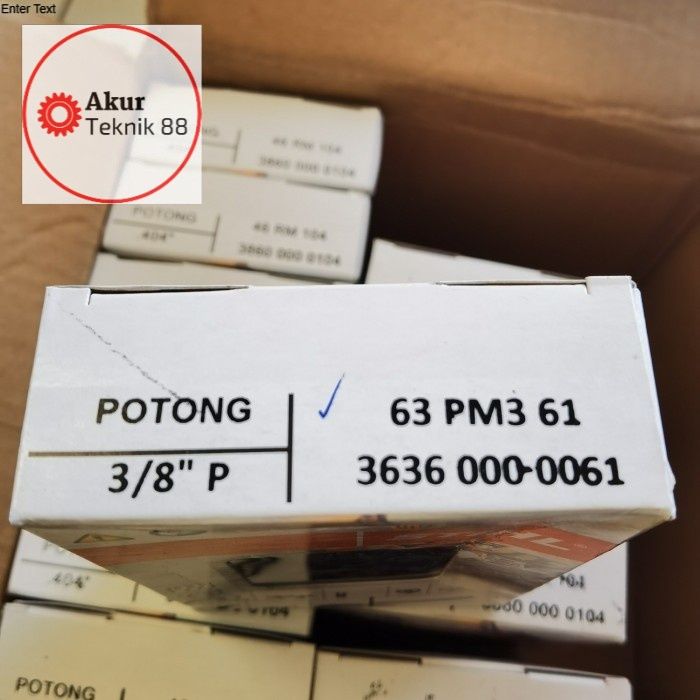 Enter Text
Akur
Teknik 88
46 RM 104
3860 000 0104
POTONG
.404"
46 RM 104
3860 000 0104
POTONG
63 PM3 61
3/8" P
3636 000-0061
.404"
0104
3860 000 0104
POTONG